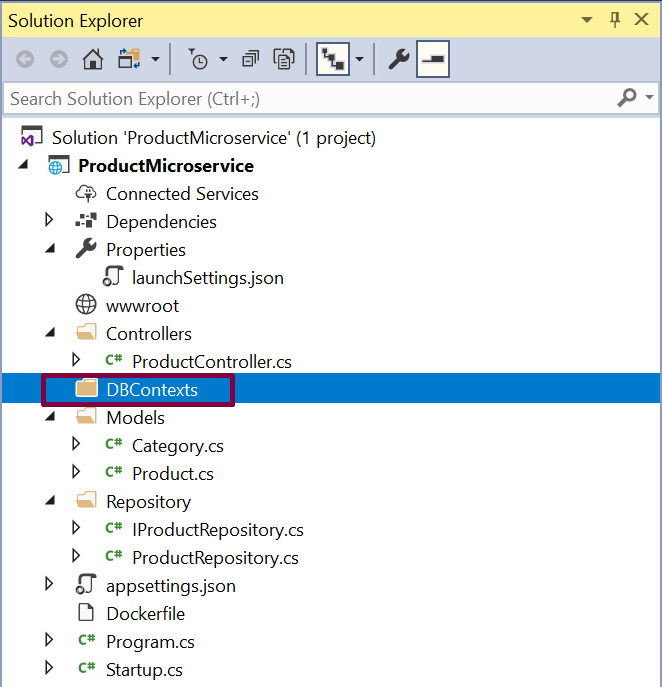 Solution Explorer
Search Solution Explorer (Ctrl+;)
Solution 'ProductMicroservice' (1 project)
ProductMicroservice
Connected Services
Dependencies
Properties
launchSettings.json
wwwroot
Controllers
C# ProductController.cs
DBContexts
Models
C# Category.cs
C# Product.cs
Repository
C# IProductRepository.cs
C# ProductRepository.cs
appsettings.json
Dockerfile
C# Program.cs
C# Startup.cs